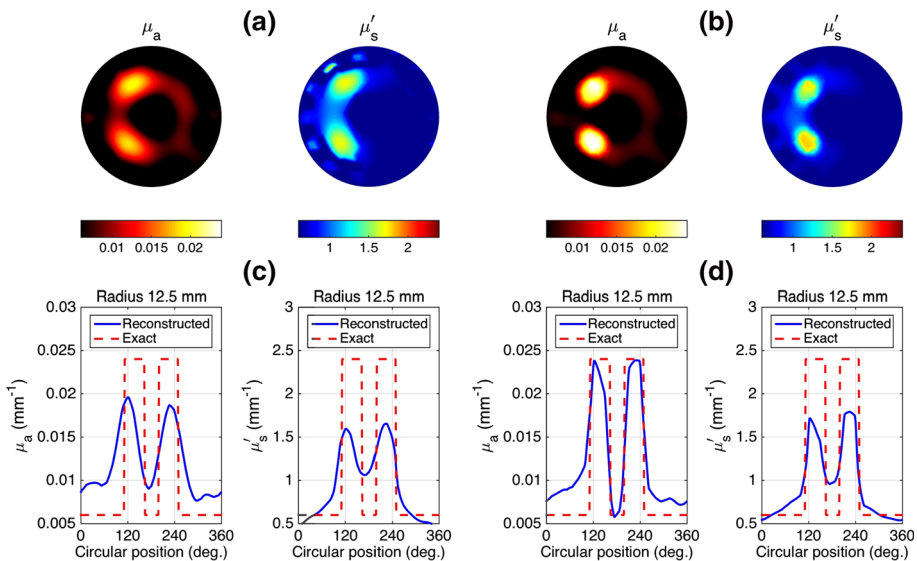 (a) (b)
μa μ′s μa μ′s
0.01 0.015 0.02 1 1.5 2 0.01 0.015 0.02 1 1.5 2
(c) (d)
Radius 12.5 mm Radius 12.5 mm Radius 12.5 mm Radius 12.5 mm
0.03 3 0.03 3
Reconstructed Reconstructed Reconstructed Reconstructed
Exact Exact Exact Exact
0.025 2.5 0.025 2.5
0.02 2 0.02 2
μa (mm−1) μ′s (mm−1) μa (mm−1) μ′s (mm−1)
0.015 1.5 0.015 1.5
0.01 1 0.01 1
0.005 0.5 0.005 0.5
0 120 240 360 0 120 240 360 0 120 240 360 0 120 240 360
Circular position (deg.) Circular position (deg.) Circular position (deg.) Circular position (deg.)